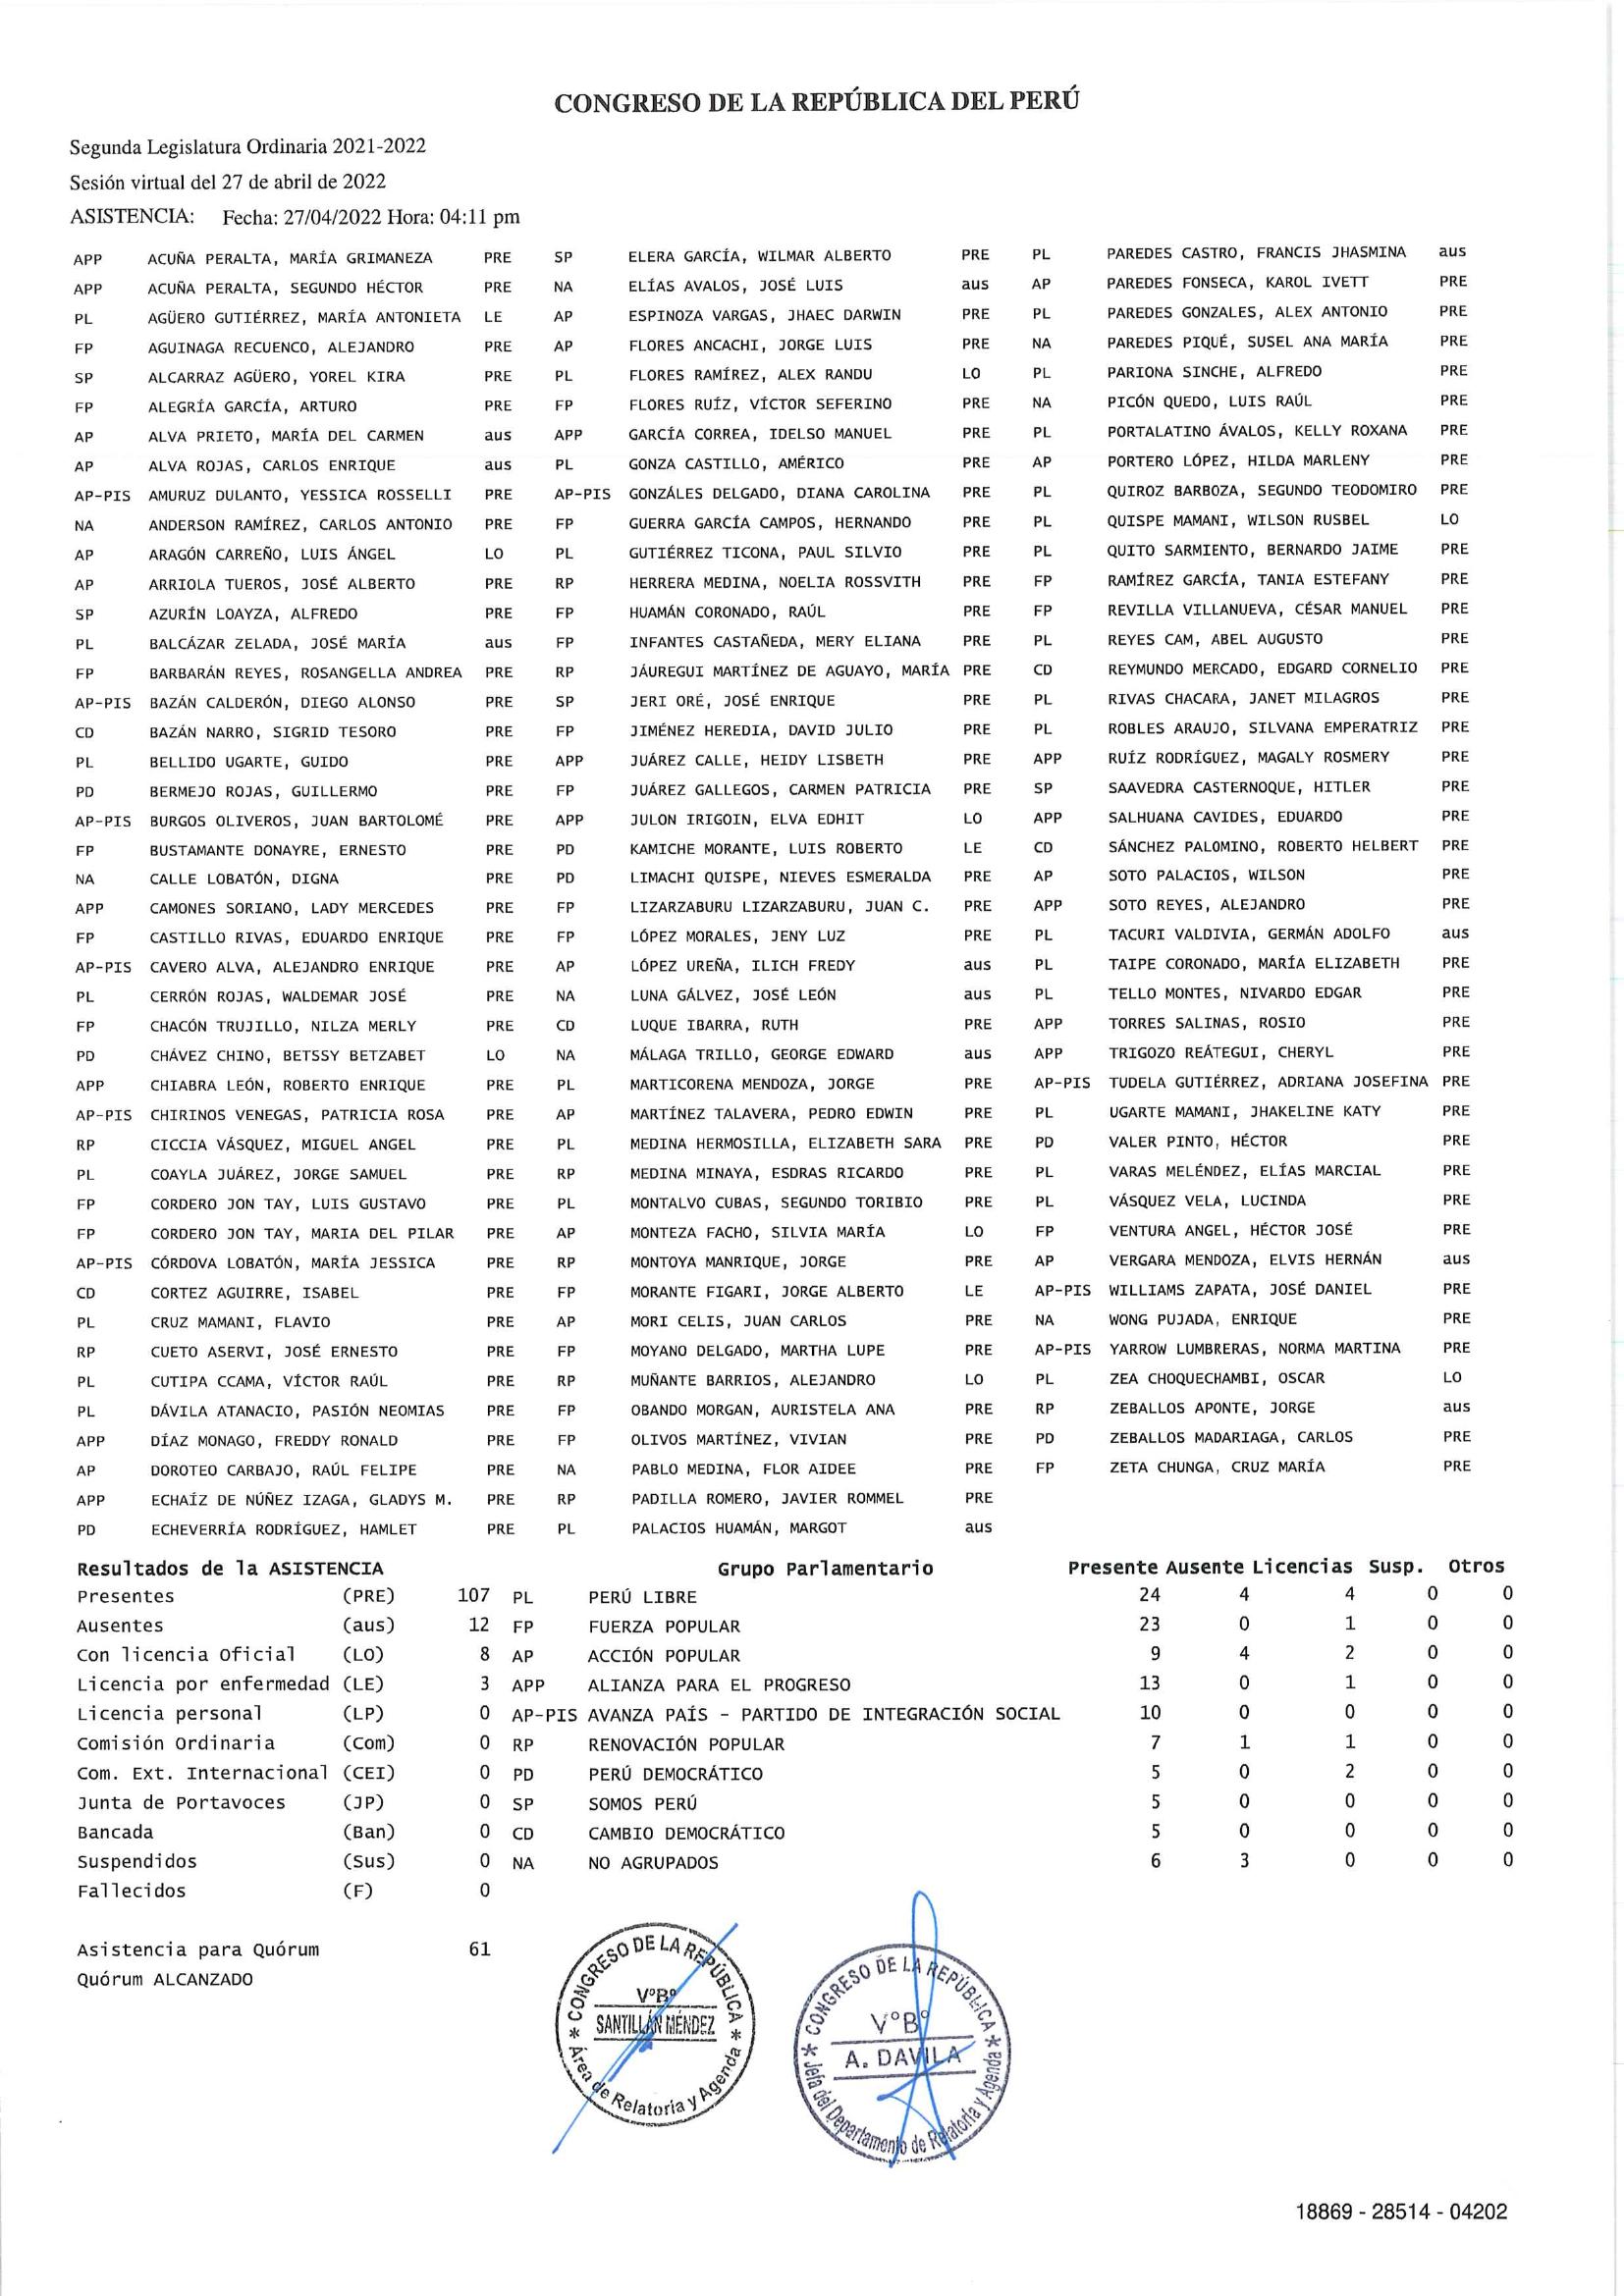 CONGRESO DE LA REPÚBLICA DEL PERÚ
Segunda Legislatura Ordinaria 2021-2022
Sesión virtual del 27 de abril de 2022
ASISTENCIA: Fecha: 27/04/2022 Hora: 04:11 pm
APP ACUÑA PERALTA, MARÍA GRIMANEZA PRE SP ELERA GARCÍA, WILMAR ALBERTO PRE PL PAREDES CASTRO, FRANCIS JHASMINA aus
APP ACUÑA PERALTA, SEGUNDO HÉCTOR PRE NA ELÍAS AVALOS, JOSÉ LUIS aus AP PAREDES FONSECA, KAROL IVETT PRE
PL AGÜERO GUTIÉRREZ, MARÍA ANTONIETA LE AP ESPINOZA VARGAS, JHAEC DARWIN PRE PL PAREDES GONZALES, ALEX ANTONIO PRE
FP AGUINAGA RECUENCO, ALEJANDRO PRE AP FLORES ANCACHI, JORGE LUIS PRE NA PAREDES PIQUÉ, SUSEL ANA MARÍA PRE
SP ALCARRAZ AGÜERO, YOREL KIRA PRE PL FLORES RAMÍREZ, ALEX RANDU LO PL PARIONA SINCHE, ALFREDO PRE
FP ALEGRÍA GARCÍA, ARTURO PRE FP FLORES RUÍZ, VÍCTOR SEFERINO PRE NA PICÓN QUEDO, LUIS RAÚL PRE
AP ALVA PRIETO, MARÍA DEL CARMEN aus APP GARCÍA CORREA, IDELSO MANUEL PRE PL PORTALATINO ÁVALOS, KELLY ROXANA PRE
AP ALVA ROJAS, CARLOS ENRIQUE aus PL GONZA CASTILLO, AMÉRICO PRE AP PORTERO LÓPEZ, HILDA MARLENY PRE
AP-PIS AMURUZ DULANTO, YESSICA ROSSELLI PRE AP-PIS GONZÁLES DELGADO, DIANA CAROLINA PRE PL QUIROZ BARBOZA, SEGUNDO TEODOMIRO PRE
NA ANDERSON RAMÍREZ, CARLOS ANTONIO PRE FP GUERRA GARCÍA CAMPOS, HERNANDO PRE PL QUISPE MAMANI, WILSON RUSBEL LO
AP ARAGÓN CARREÑO, LUIS ÁNGEL LO PL GUTIÉRREZ TICONA, PAUL SILVIO PRE PL QUITO SARMIENTO, BERNARDO JAIME PRE
AP ARRIOLA TUEROS, JOSÉ ALBERTO PRE RP HERRERA MEDINA, NOELIA ROSSVITH PRE FP RAMÍREZ GARCÍA, TANIA ESTEFANY PRE
SP AZURÍN LOAYZA, ALFREDO PRE FP HUAMÁN CORONADO, RAÚL PRE FP REVILLA VILLANUEVA, CÉSAR MANUEL PRE
PL BALCÁZAR ZELADA, JOSÉ MARÍA aus FP INFANTES CASTAÑEDA, MERY ELIANA PRE PL REYES CAM, ABEL AUGUSTO PRE
FP BARBARÁN REYES, ROSANGELLA ANDREA PRE RP JÁUREGUI MARTÍNEZ DE AGUAYO, MARÍA PRE CD REYMUNDO MERCADO, EDGARD CORNELIO PRE
AP-PIS BAZÁN CALDERÓN, DIEGO ALONSO PRE SP JERI ORÉ, JOSÉ ENRIQUE PRE PL RIVAS CHACARA, JANET MILAGROS PRE
CD BAZÁN NARRO, SIGRID TESORO PRE FP JIMÉNEZ HEREDIA, DAVID JULIO PRE PL ROBLES ARAUJO, SILVANA EMPERATRIZ PRE
PL BELLIDO UGARTE, GUIDO PRE APP JUÁREZ CALLE, HEIDY LISBETH PRE APP RUÍZ RODRÍGUEZ, MAGALY ROSMERY PRE
PD BERMEJO ROJAS, GUILLERMO PRE FP JUÁREZ GALLEGOS, CARMEN PATRICIA PRE SP SAAVEDRA CASTERNOQUE, HITLER PRE
AP-PIS BURGOS OLIVEROS, JUAN BARTOLOMÉ PRE APP JULON IRIGOIN, ELVA EDHIT LO APP SALHUANA CAVIDES, EDUARDO PRE
FP BUSTAMANTE DONAYRE, ERNESTO PRE PD KAMICHE MORANTE, LUIS ROBERTO LE CD SÁNCHEZ PALOMINO, ROBERTO HELBERT PRE
NA CALLE LOBATÓN, DIGNA PRE PD LIMACHI QUISPE, NIEVES ESMERALDA PRE AP SOTO PALACIOS, WILSON PRE
APP CAMONES SORIANO, LADY MERCEDES PRE FP LIZARZABURU LIZARZABURU, JUAN C. PRE APP SOTO REYES, ALEJANDRO PRE
FP CASTILLO RIVAS, EDUARDO ENRIQUE PRE FP LÓPEZ MORALES, JENY LUZ PRE PL TACURI VALDIVIA, GERMÁN ADOLFO aus
AP-PIS CAVERO ALVA, ALEJANDRO ENRIQUE PRE AP LÓPEZ UREÑA, ILICH FREDY aus PL TAIPE CORONADO, MARÍA ELIZABETH PRE
PL CERRÓN ROJAS, WALDEMAR JOSÉ PRE NA LUNA GÁLVEZ, JOSÉ LEÓN aus PL TELLO MONTES, NIVARDO EDGAR PRE
FP CHACÓN TRUJILLO, NILZA MERLY PRE CD LUQUE IBARRA, RUTH PRE APP TORRES SALINAS, ROSIO PRE
PD CHÁVEZ CHINO, BETSSY BETZABET LO NA MÁLAGA TRILLO, GEORGE EDWARD aus APP TRIGOZO REÁTEGUI, CHERYL PRE
APP CHIABRA LEÓN, ROBERTO ENRIQUE PRE PL MARTICORENA MENDOZA, JORGE PRE AP-PIS TUDELA GUTIÉRREZ, ADRIANA JOSEFINA PRE
AP-PIS CHIRINOS VENEGAS, PATRICIA ROSA PRE AP MARTÍNEZ TALAVERA, PEDRO EDWIN PRE PL UGARTE MAMANI, JHAKELINE KATY PRE
RP CICCIA VÁSQUEZ, MIGUEL ANGEL PRE PL MEDINA HERMOSILLA, ELIZABETH SARA PRE PD VALER PINTO, HÉCTOR PRE
PL COAYLA JUÁREZ, JORGE SAMUEL PRE RP MEDINA MINAYA, ESDRAS RICARDO PRE PL VARAS MELÉNDEZ, ELÍAS MARCIAL PRE
FP CORDERO JON TAY, LUIS GUSTAVO PRE PL MONTALVO CUBAS, SEGUNDO TORIBIO PRE PL VÁSQUEZ VELA, LUCINDA PRE
FP CORDERO JON TAY, MARIA DEL PILAR PRE AP MONTEZA FACHO, SILVIA MARÍA LO FP VENTURA ANGEL, HÉCTOR JOSÉ PRE
AP-PIS CÓRDOVA LOBATÓN, MARÍA JESSICA PRE RP MONTOYA MANRIQUE, JORGE PRE AP VERGARA MENDOZA, ELVIS HERNÁN aus
CD CORTEZ AGUIRRE, ISABEL PRE FP MORANTE FIGARI, JORGE ALBERTO LE AP-PIS WILLIAMS ZAPATA, JOSÉ DANIEL PRE
PL CRUZ MAMANI, FLAVIO PRE AP MORI CELIS, JUAN CARLOS PRE NA WONG PUJADA, ENRIQUE PRE
RP CUETO ASERVI, JOSÉ ERNESTO PRE FP MOYANO DELGADO, MARTHA LUPE PRE AP-PIS YARROW LUMBRERAS, NORMA MARTINA PRE
PL CUTIPA CCAMA, VÍCTOR RAÚL PRE RP MUÑANTE BARRIOS, ALEJANDRO LO PL ZEA CHOQUECHAMBI, OSCAR LO
PL DÁVILA ATANACIO, PASIÓN NEOMIAS PRE FP OBANDO MORGAN, AURISTELA ANA PRE RP ZEBALLOS APONTE, JORGE aus
APP DÍAZ MONAGO, FREDDY RONALD PRE FP OLIVOS MARTÍNEZ, VIVIAN PRE PD ZEBALLOS MADARIAGA, CARLOS PRE
AP DOROTEO CARBAJO, RAÚL FELIPE PRE NA PABLO MEDINA, FLOR AIDEE PRE FP ZETA CHUNGA, CRUZ MARÍA PRE
APP ECHAÍZ DE NÚÑEZ IZAGA, GLADYS M. PRE RP PADILLA ROMERO, JAVIER ROMMEL PRE
PD ECHEVERRÍA RODRÍGUEZ, HAMLET PRE PL PALACIOS HUAMÁN, MARGOT aus
Resultados de la ASISTENCIA Grupo Parlamentario Presente Ausente Licencias Susp. Otros
Presentes (PRE) 107 PL PERÚ LIBRE 24 4 4 0 0
Ausentes (aus) 12 FP FUERZA POPULAR 23 0 1 0 0
Con licencia Oficial (LO) 8 AP ACCIÓN POPULAR 9 4 2 0 0
Licencia por enfermedad (LE) 3 APP ALIANZA PARA EL PROGRESO 13 0 1 0 0
Licencia personal (LP) 0 AP-PIS AVANZA PAÍS - PARTIDO DE INTEGRACIÓN SOCIAL 10 0 0 0 0
Comisión Ordinaria (Com) 0 RP RENOVACIÓN POPULAR 7 1 1 0 0
Com. Ext. Internacional (CEI) 0 PD PERÚ DEMOCRÁTICO 5 0 2 0 0
Junta de Portavoces (JP) 0 SP SOMOS PERÚ 5 0 0 0 0
Bancada (Ban) 0 CD CAMBIO DEMOCRÁTICO 5 0 0 0 0
Suspendidos (Sus) 0 NA NO AGRUPADOS 6 3 0 0 0
Fallecidos (F) 0
Asistencia para Quórum 61
Quórum ALCANZADO
CONGRESO DE LA REPÚBLICA
V°B°
SANTILLÁN MÉNDEZ
Área de Relatoría y Agenda
CONGRESO DE LA REPÚBLICA
V°B°
A. DAVILA
Jefa del Departamento de Relatoría y Agenda
18869 - 28514 - 04202